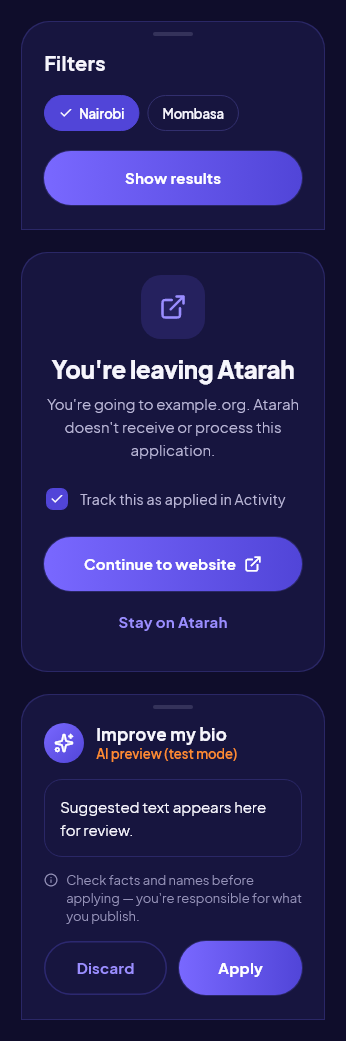 Filters
Nairobi
Mombasa
Show results
You're leaving Atarah
You're going to example.org. Atarah
doesn't receive or process this
application.
Track this as applied in Activity
Continue to website
Stay on Atarah
Improve my bio
AI preview (test mode)
Suggested text appears here
for review.
Check facts and names before
applying — you're responsible for what
you publish.
Discard
Apply